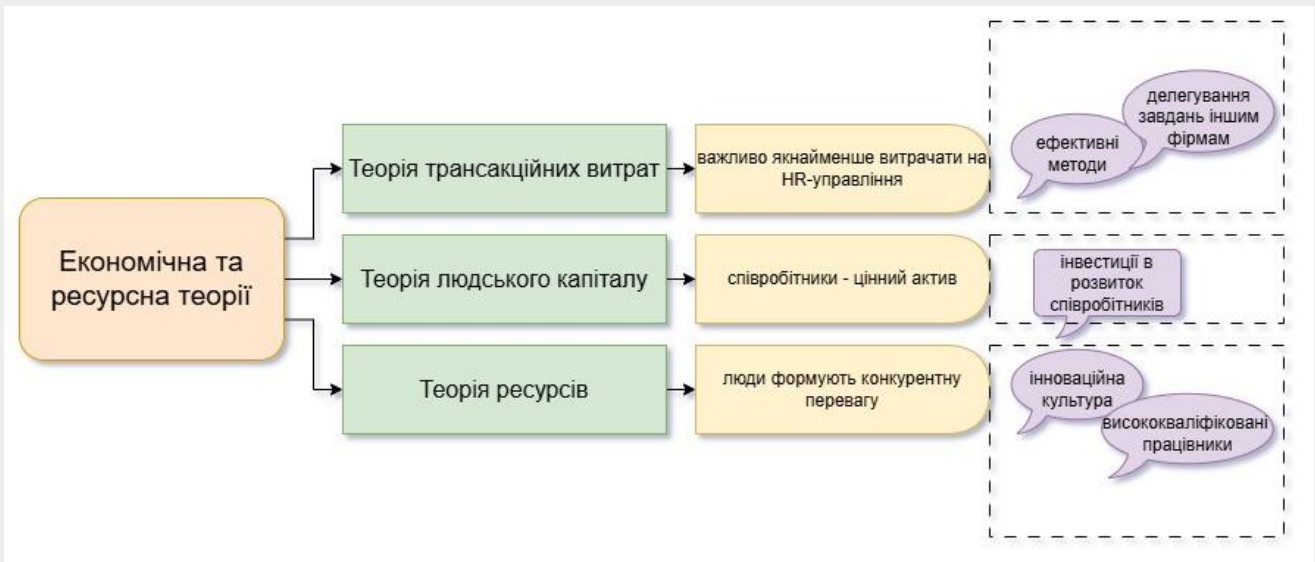 Економічна та
ресурсна теорії
Теорія трансакційних витрат
важливо якнайменше витрачати на
HR-управління
ефективні
методи
делегування
завдань іншим
фірмам
Теорія людського капіталу
співробітники - цінний актив
інвестиції в
розвиток
співробітників
Теорія ресурсів
люди формують конкурентну
перевагу
інноваційна
культура
висококваліфіковані
працівники